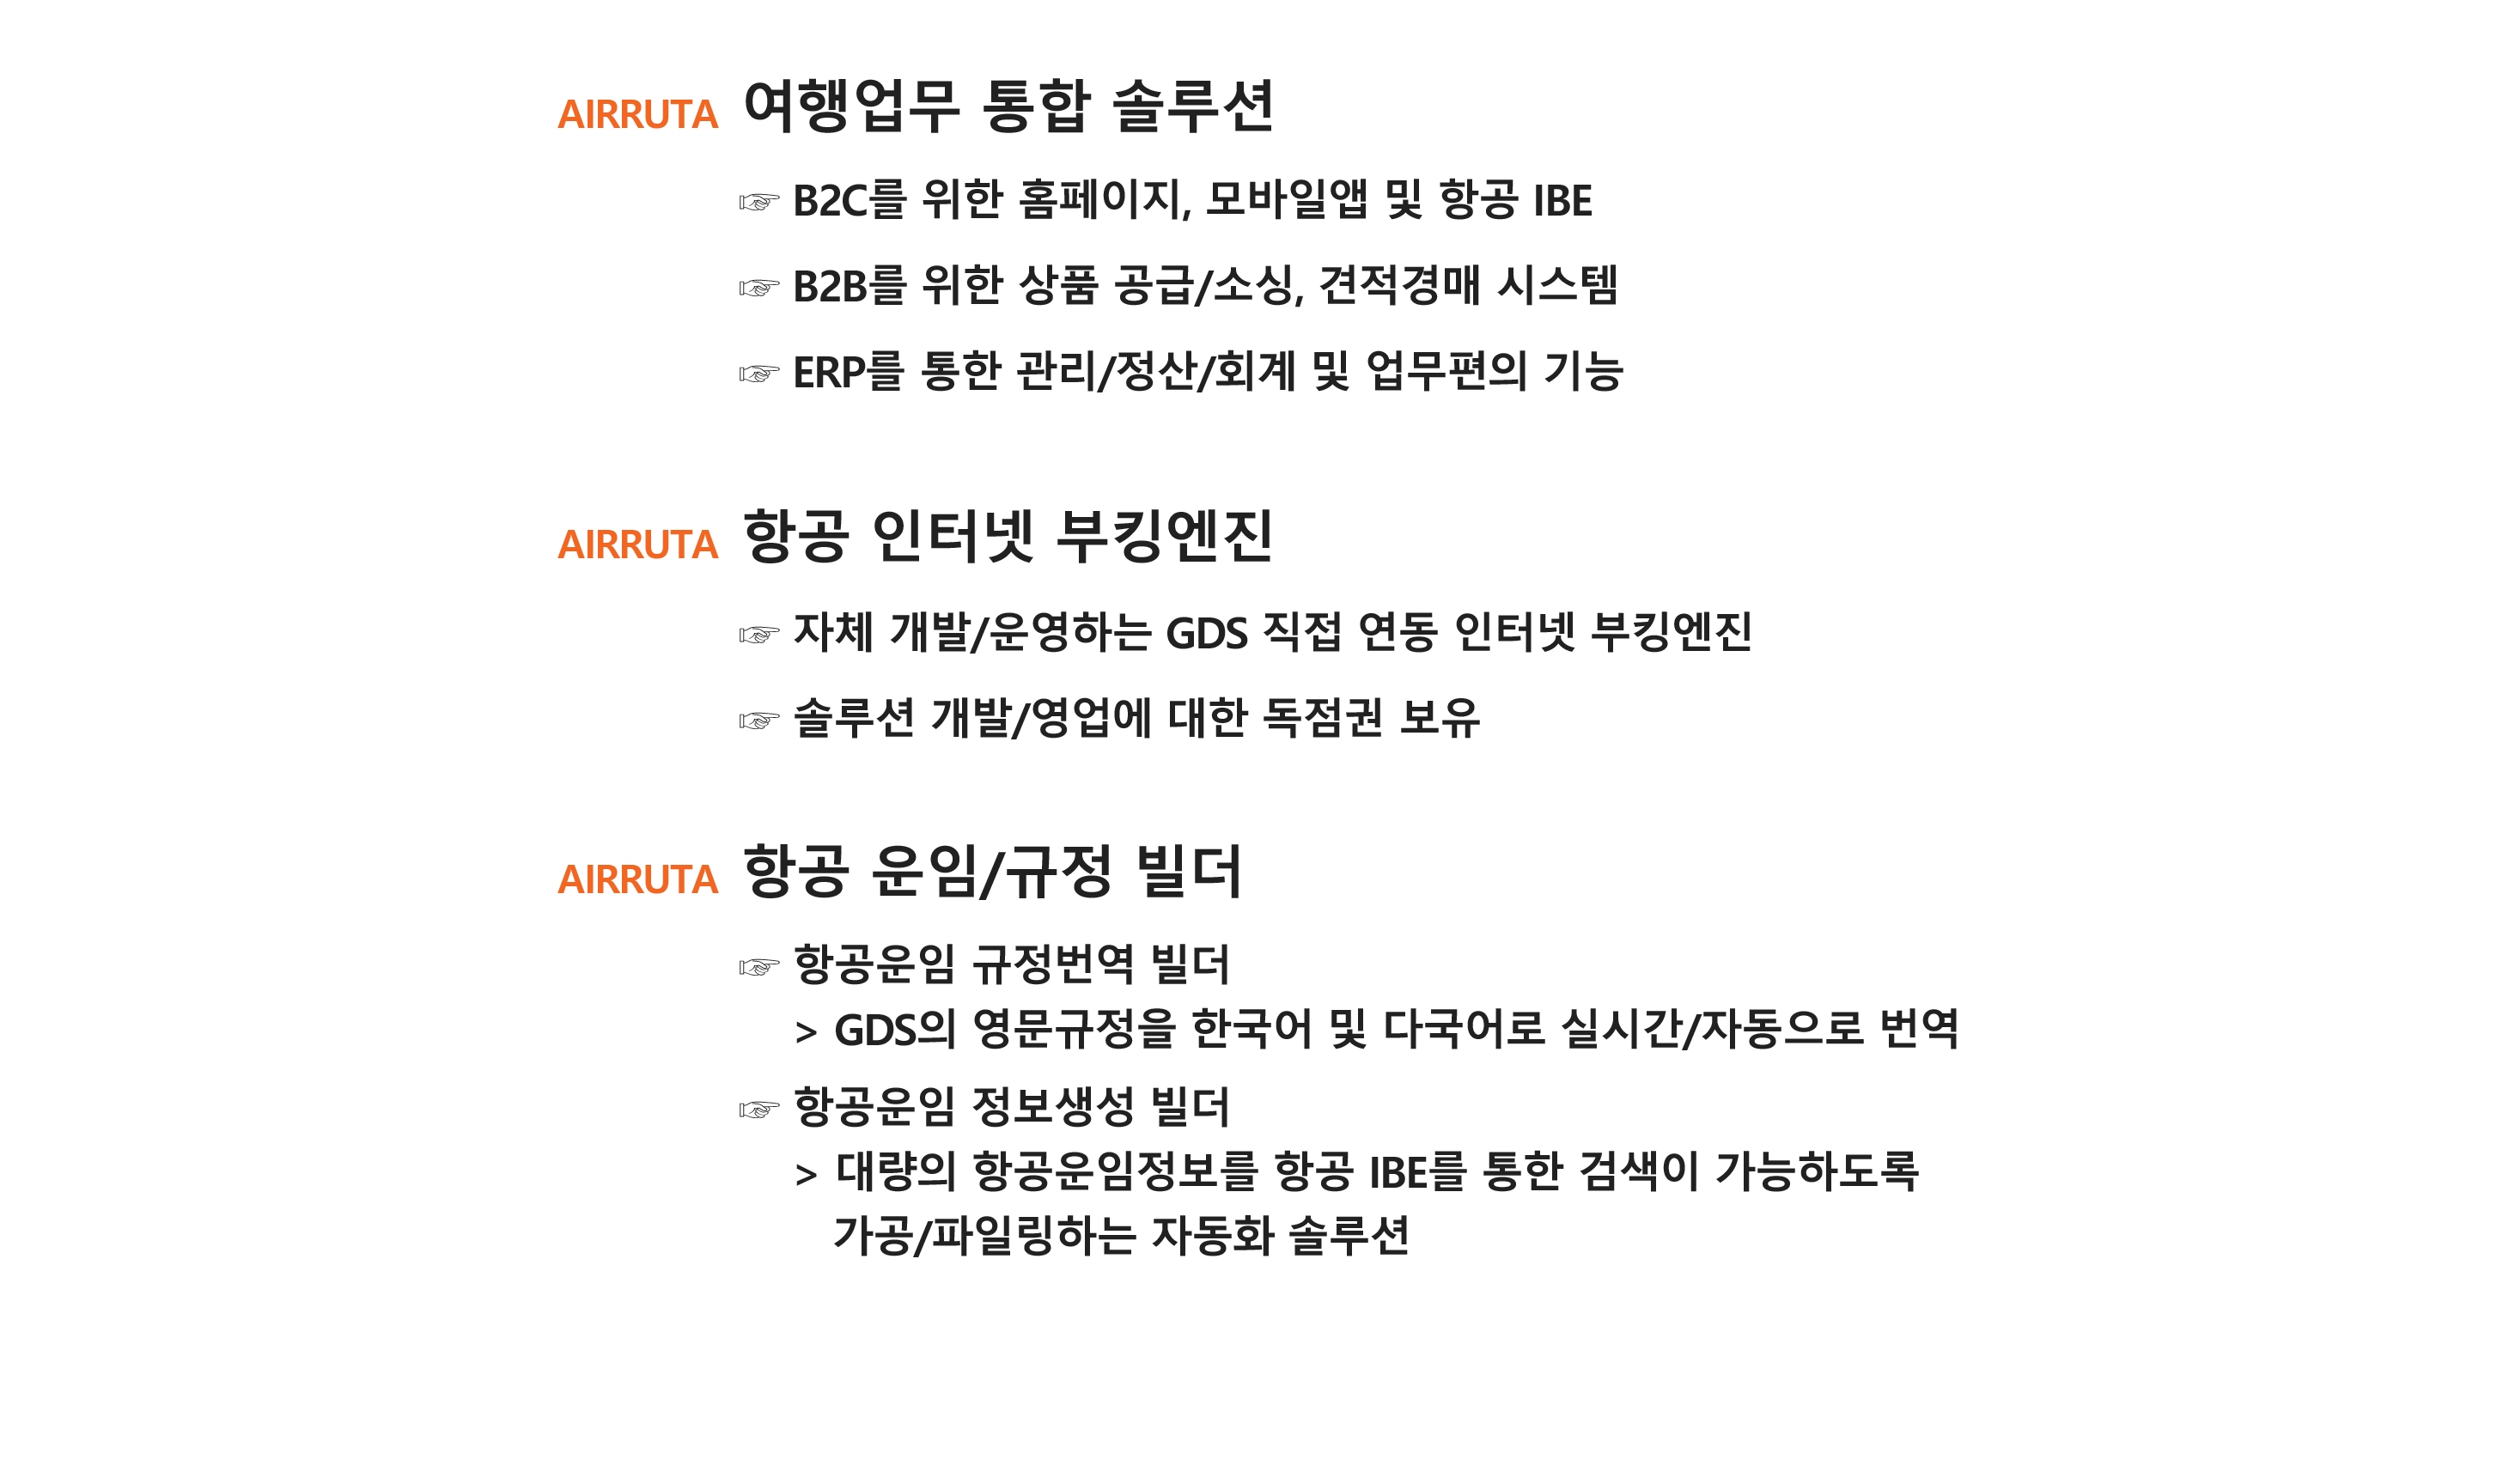 AIRRUTA 여행업무 통합 솔루션
☞ B2C를 위한 홈페이지, 모바일앱 및 항공 IBE
☞ B2B를 위한 상품 공급/소싱, 견적경매 시스템
☞ ERP를 통한 관리/정산/회계 및 업무편의 기능
AIRRUTA 항공 인터넷 부킹엔진
☞ 자체 개발/운영하는 GDS 직접 연동 인터넷 부킹엔진
☞ 솔루션 개발/영업에 대한 독점권 보유
AIRRUTA 항공 운임/규정 빌더
☞ 항공운임 규정번역 빌더
> GDS의 영문규정을 한국어 및 다국어로 실시간/자동으로 번역
☞ 항공운임 정보생성 빌더
> 대량의 항공운임정보를 항공 IBE를 통한 검색이 가능하도록
가공/파일링하는 자동화 솔루션